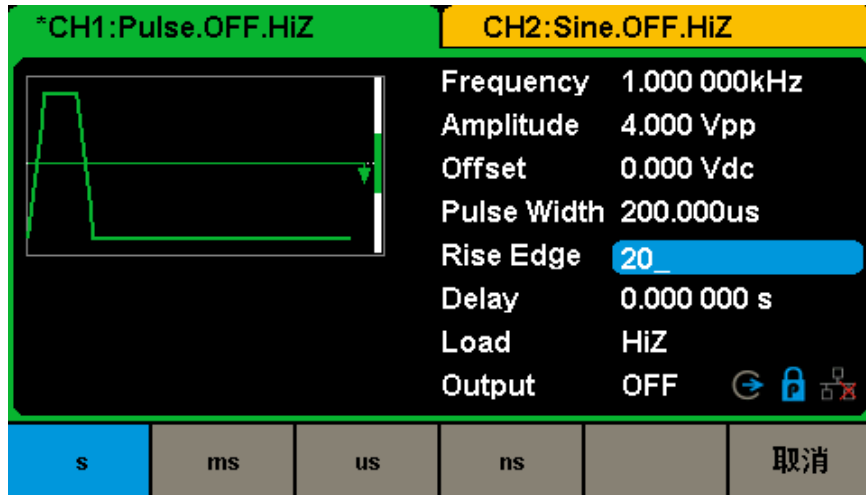 *CH1:Pulse.OFF.HiZ CH2:Sine.OFF.HiZ
Frequency 1.000 000kHz
Amplitude 4.000 Vpp
Offset 0.000 Vdc
Pulse Width 200.000us
Rise Edge 20_
Delay 0.000 000 s
Load HiZ
Output OFF P
s ms us ns 取消